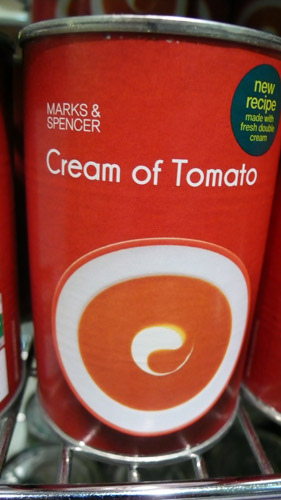 new
recipe
made with
fresh double
cream
MARKS &
SPENCER
Cream of Tomato